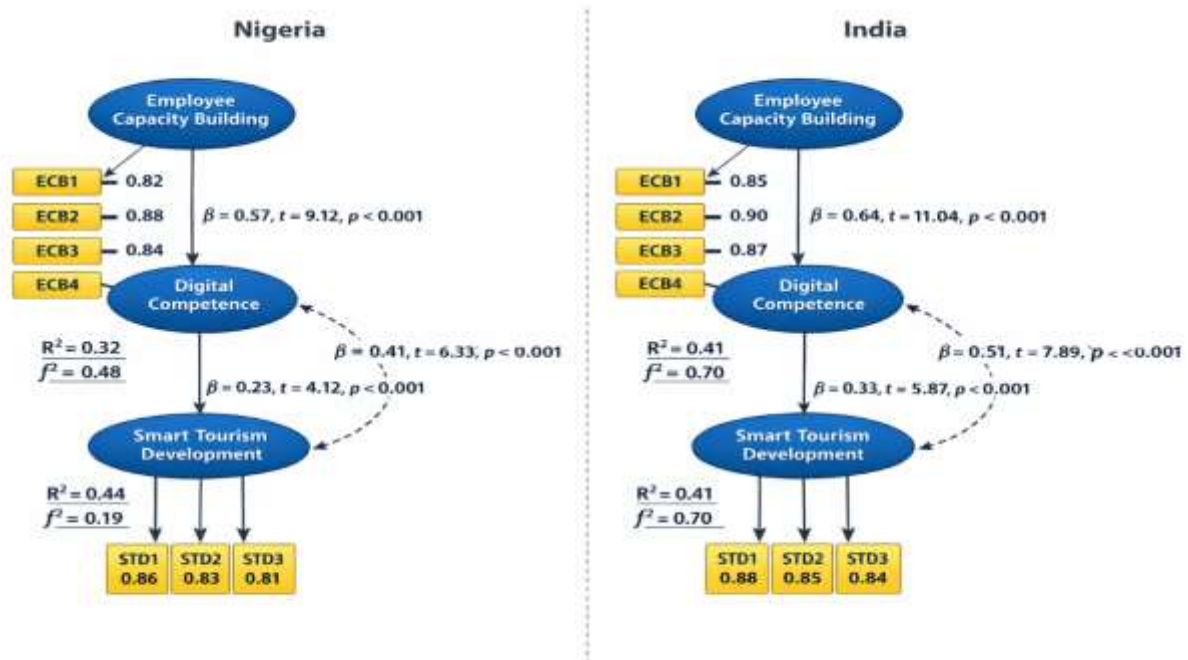 Nigeria
Employee
Capacity Building
ECB1 0.82
ECB2 0.88
β = 0.57, t = 9.12, p < 0.001
ECB3 0.84
ECB4
Digital
Competence
R² = 0.32
f² = 0.48
β = 0.41, t = 6.33, p < 0.001
β = 0.23, t = 4.12, p < 0.001
Smart Tourism
Development
R² = 0.44
f² = 0.19
STD1 STD2 STD3
0.86 0.83 0.81
India
Employee
Capacity Building
ECB1 0.85
ECB2 0.90
β = 0.64, t = 11.04, p < 0.001
ECB3 0.87
ECB4
Digital
Competence
R² = 0.41
f² = 0.70
β = 0.51, t = 7.89, p < <0.001
β = 0.33, t = 5.87, p < 0.001
Smart Tourism
Development
R² = 0.41
f² = 0.70
STD1 STD2 STD3
0.88 0.85 0.84